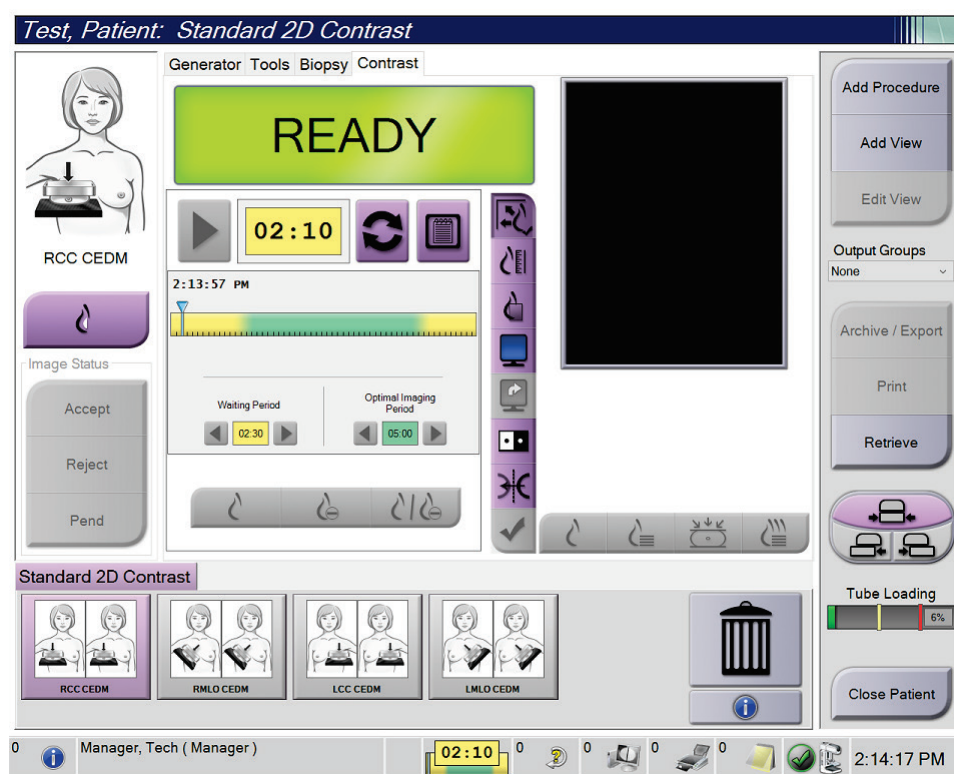 Test, Patient: Standard 2D Contrast
Generator Tools Biopsy Contrast
READY
RCC CEDM
02:10
2:13:57 PM
Waiting Period
Optimal Imaging
Period
02:30
05:00
Image Status
Accept
Reject
Pend
Add Procedure
Add View
Edit View
Output Groups
None
Archive / Export
Print
Retrieve
Tube Loading
6%
Close Patient
Standard 2D Contrast
RCC CEDM
RMLO CEDM
LCC CEDM
LMLO CEDM
0
Manager, Tech ( Manager )
02:10
0
0
0
0
2:14:17 PM